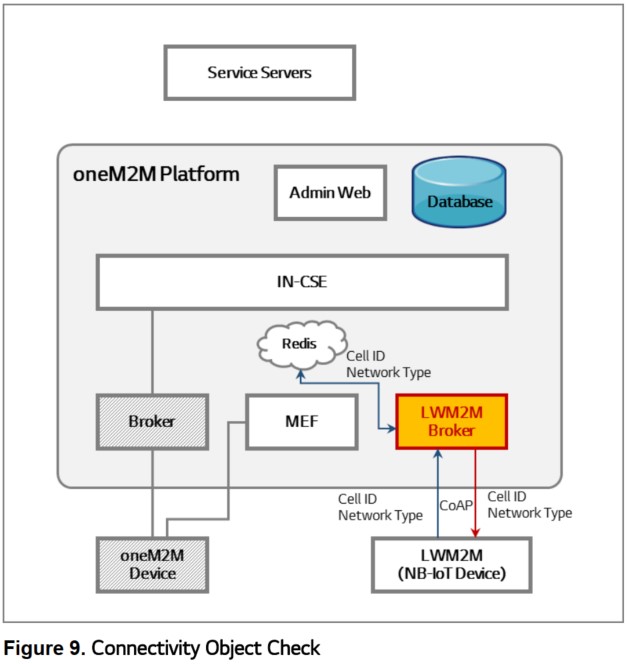 Service Servers
oneM2M Platform
Admin Web
Database
IN-CSE
Redis
Cell ID
Network Type
Broker
MEF
LWM2M
Broker
Cell ID
Network Type
CoAP
Cell ID
Network Type
oneM2M
Device
LWM2M
(NB-IoT Device)
Figure 9. Connectivity Object Check